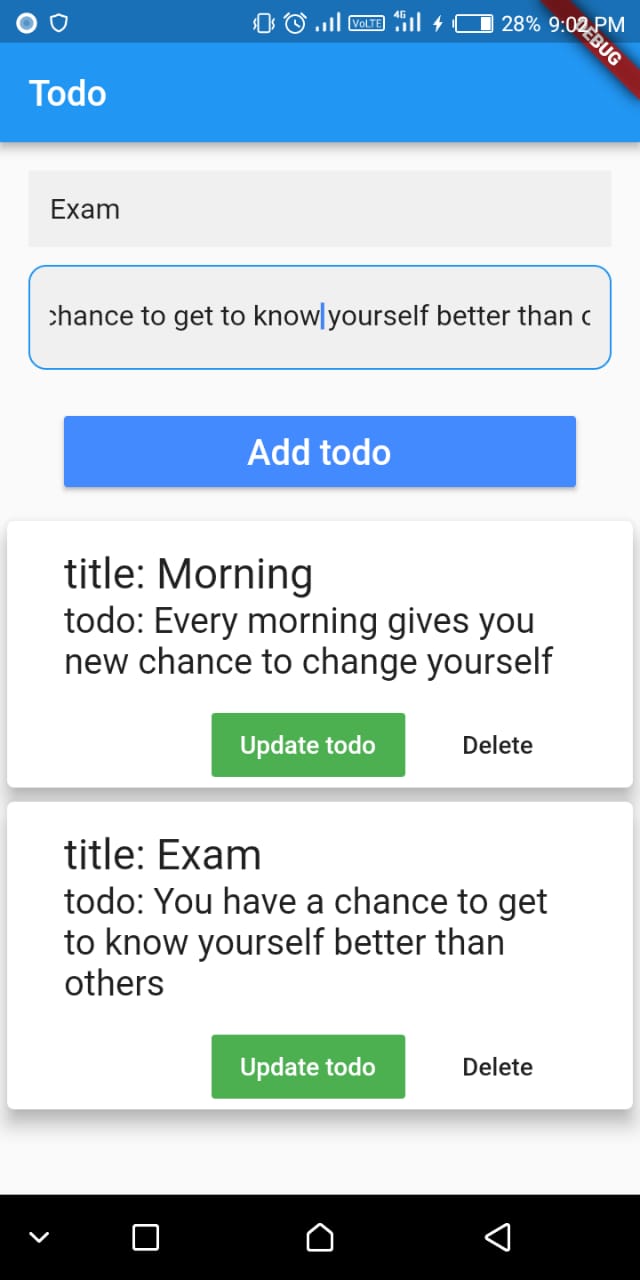 VoLTE 4G 28% 9:02 PM
DEBUG
Todo
Exam
chance to get to know yourself better than
Add todo
title: Morning
todo: Every morning gives you
new chance to change yourself
Update todo Delete
title: Exam
todo: You have a chance to get
to know yourself better than
others
Update todo Delete